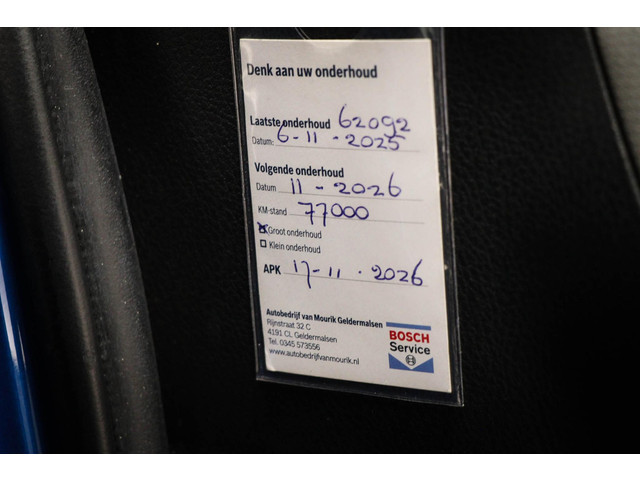 Denk aan uw onderhoud
Laatste onderhoud 62092
Datum: 6-11-2025
Volgende onderhoud
Datum 11-2026
KM-stand 77000
Groot onderhoud
Klein onderhoud
APK 17-11-2026
Autobedrijf van Mourik Geldermalsen
Rijnstraat 32 C
4191 CL Geldermalsen
Tel. 0345 573556
www.autobedrijfvanmourik.nl
BOSCH
Service